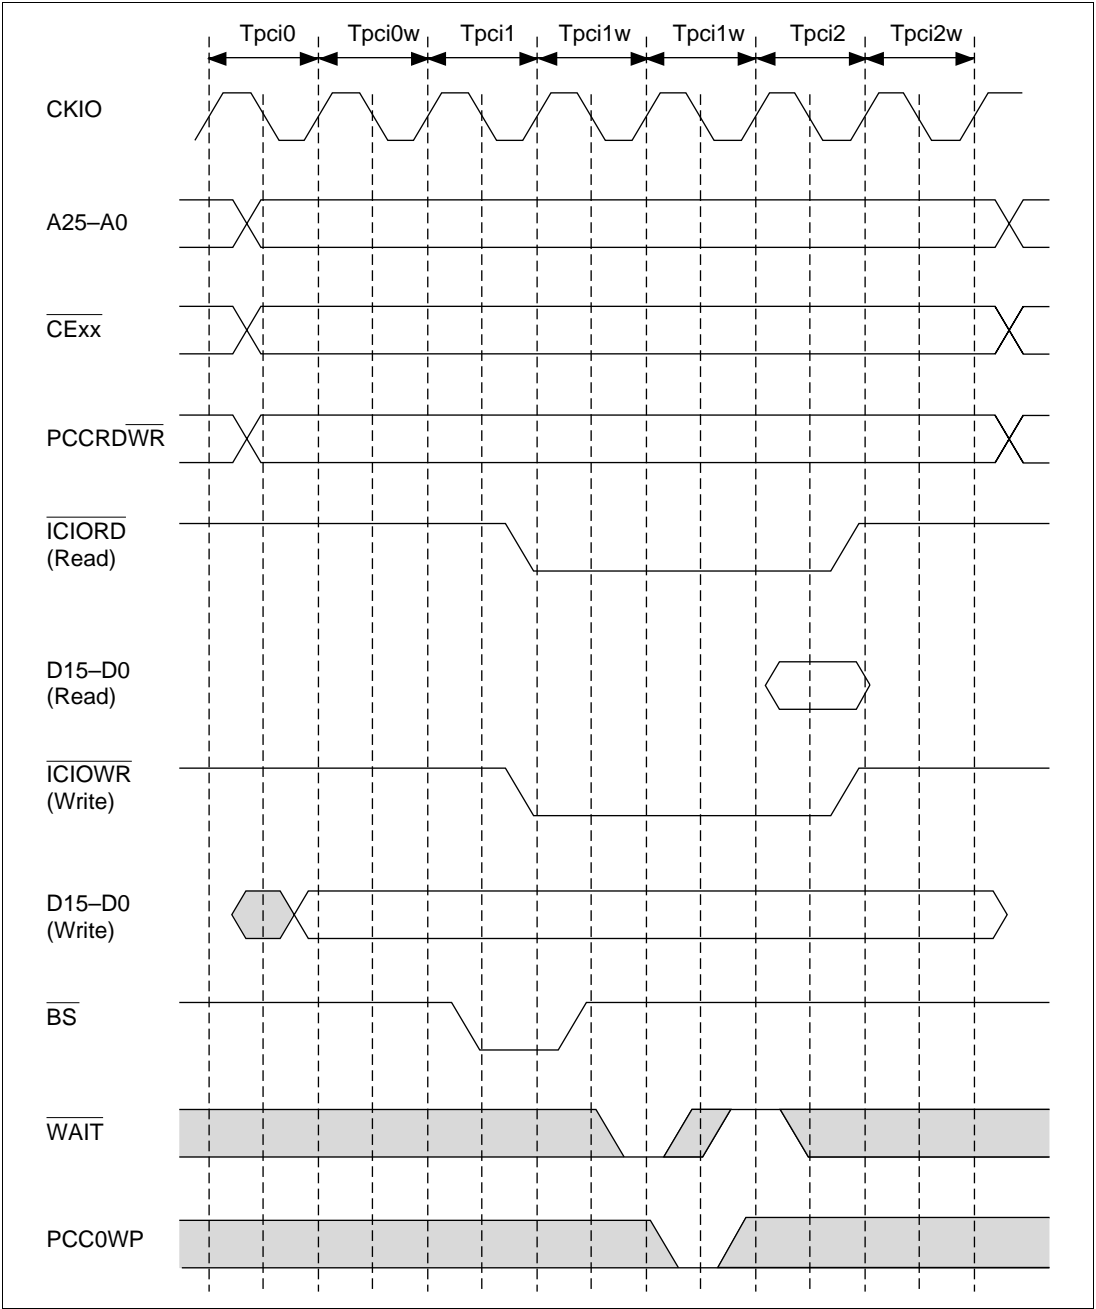 Tpci0 Tpci0w Tpci1 Tpci1w Tpci1w Tpci2 Tpci2w
CKIO
A25–A0
CExx
PCCRDWR
ICIORD
(Read)
D15–D0
(Read)
ICIOWR
(Write)
D15–D0
(Write)
BS
WAIT
PCC0WP